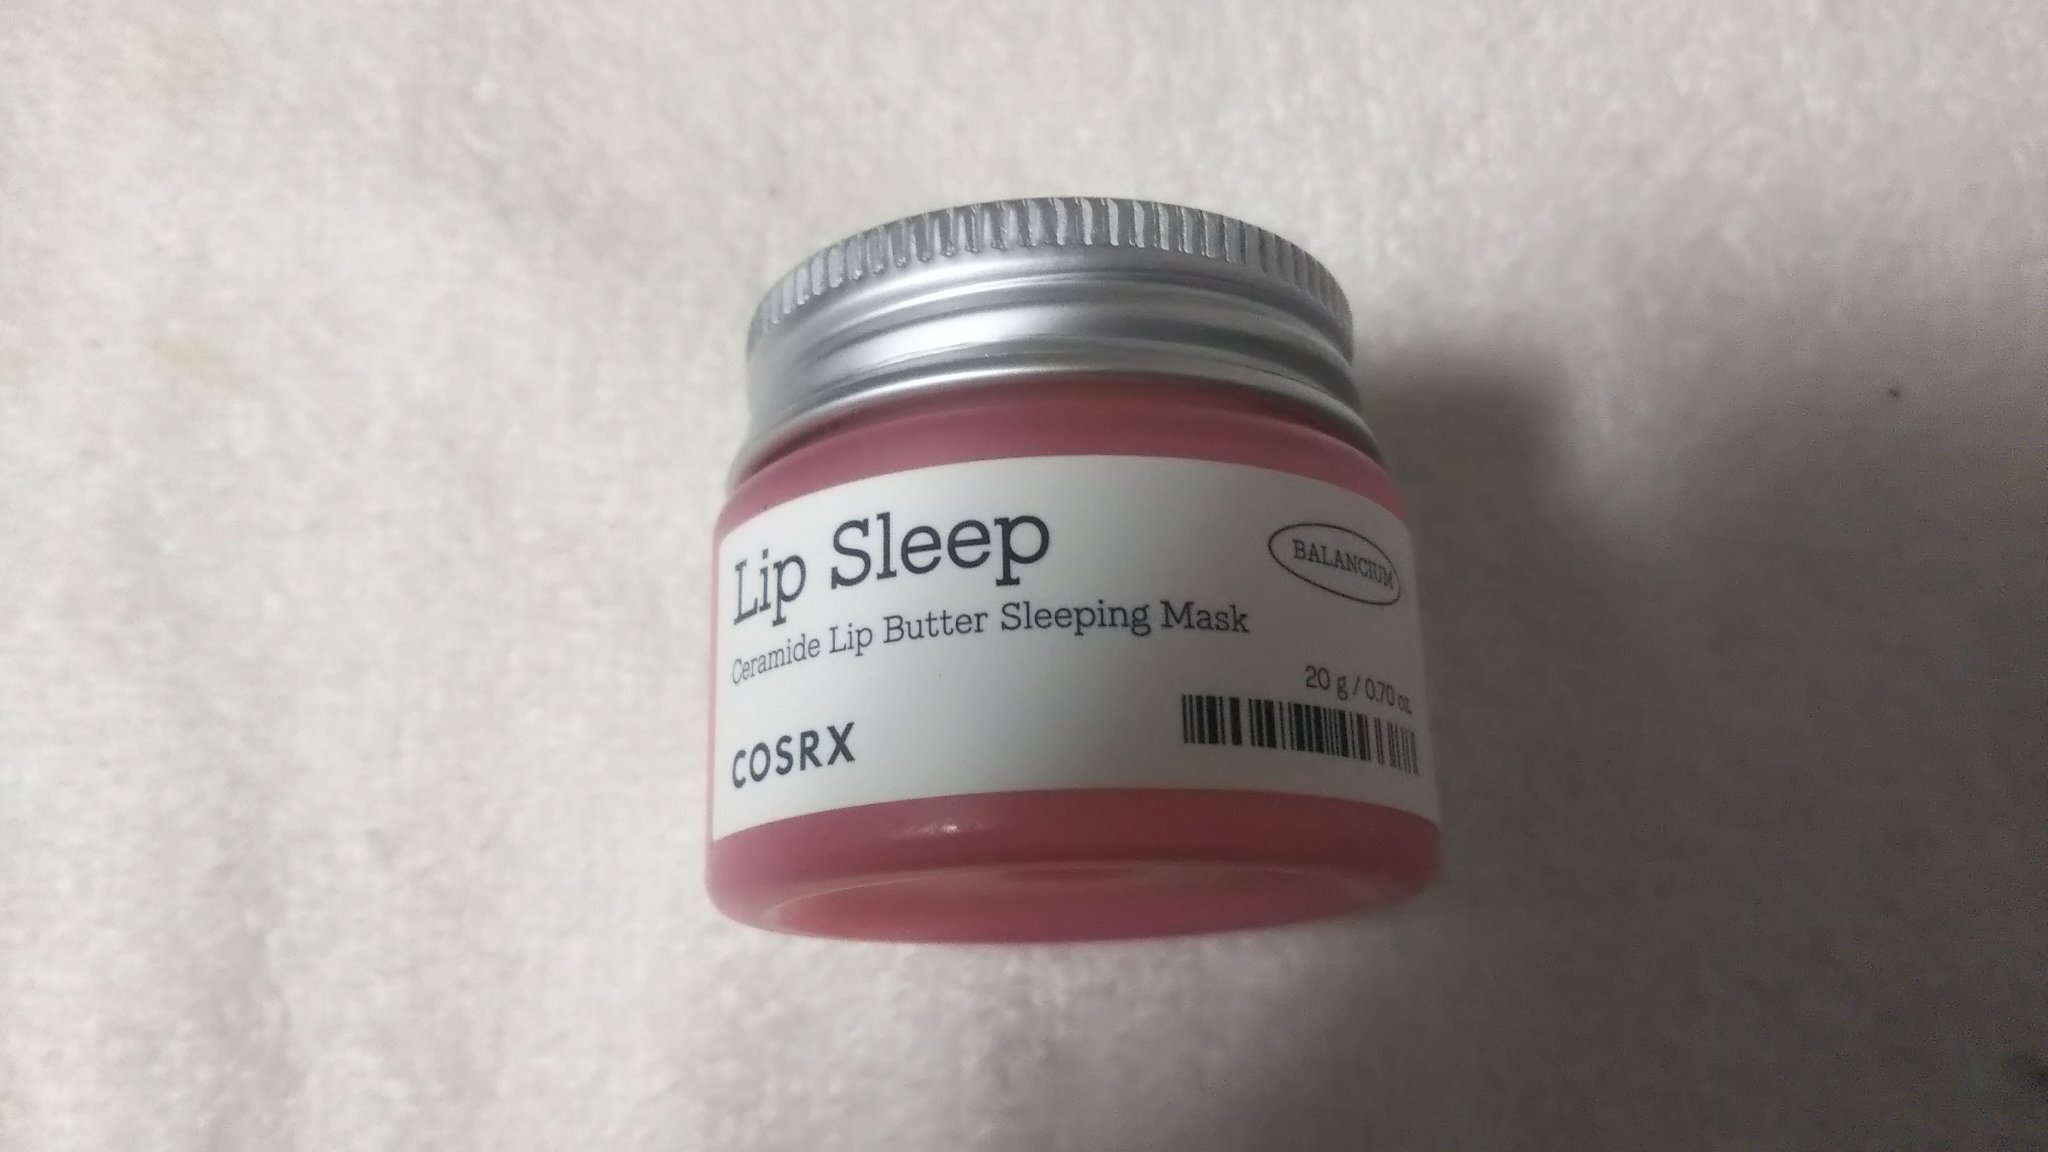 Lip Sleep
BALANCIUM
Ceramide Lip Butter Sleeping Mask
20 g / 0.70 oz.
COSRX